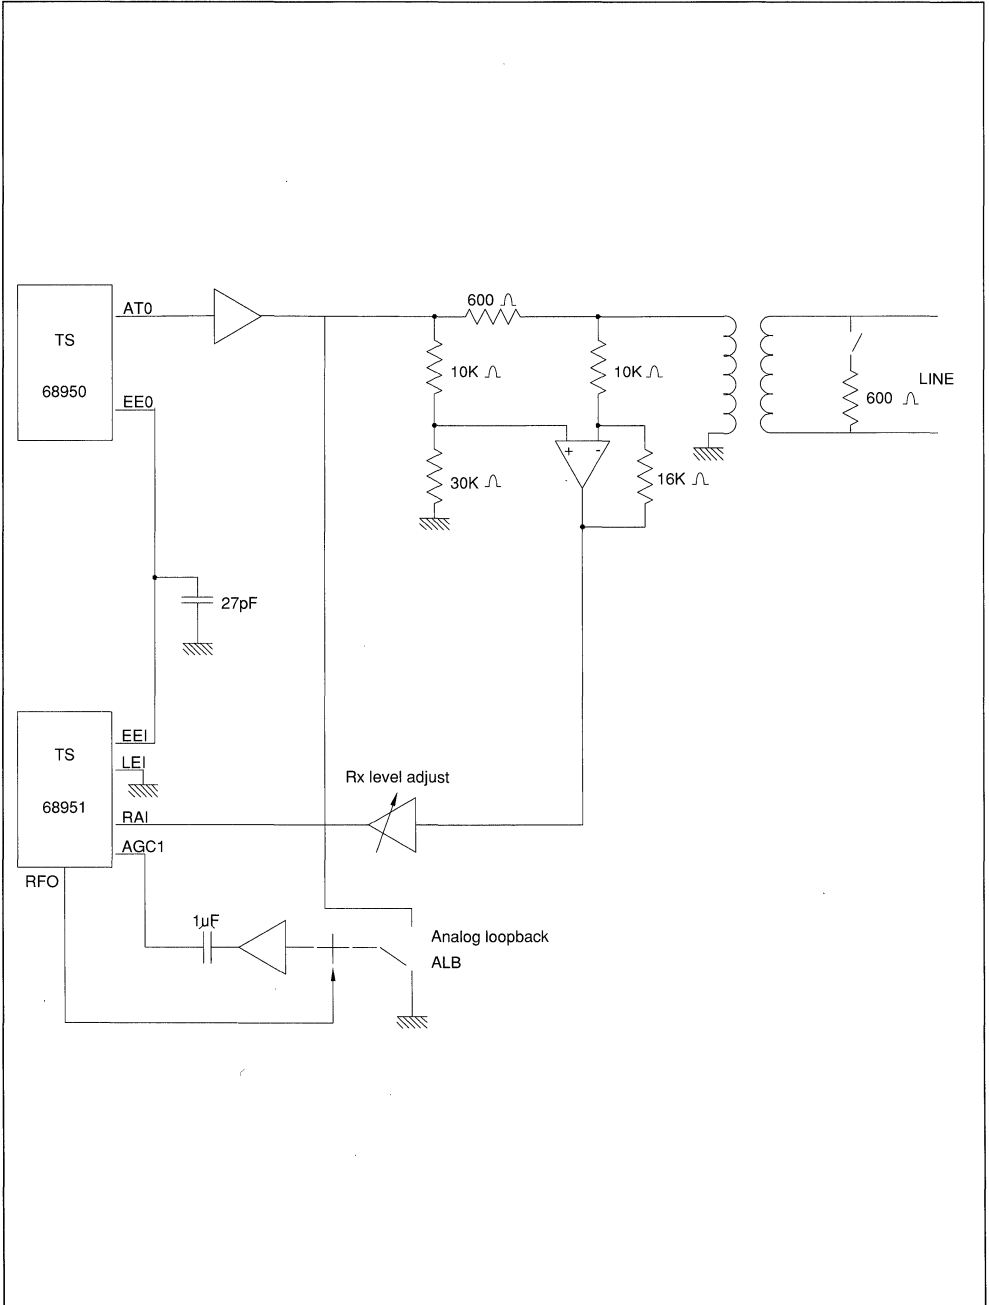 600 Ω
AT0
TS
68950
10K Ω
10K Ω
LINE
600 Ω
EE0
+ -
30K Ω
16K Ω
27pF
EEI
TS
LEI
68951
Rx level adjust
RAI
AGC1
RFO
1µF
Analog loopback
ALB